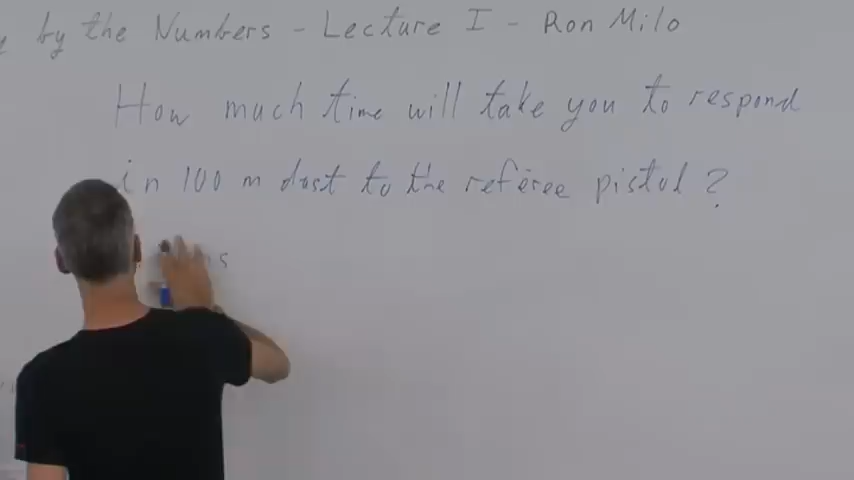 by the Numbers - Lecture I - Ron Milo
How much time will take you to respond
in 100 m dast to the referee pistol ?